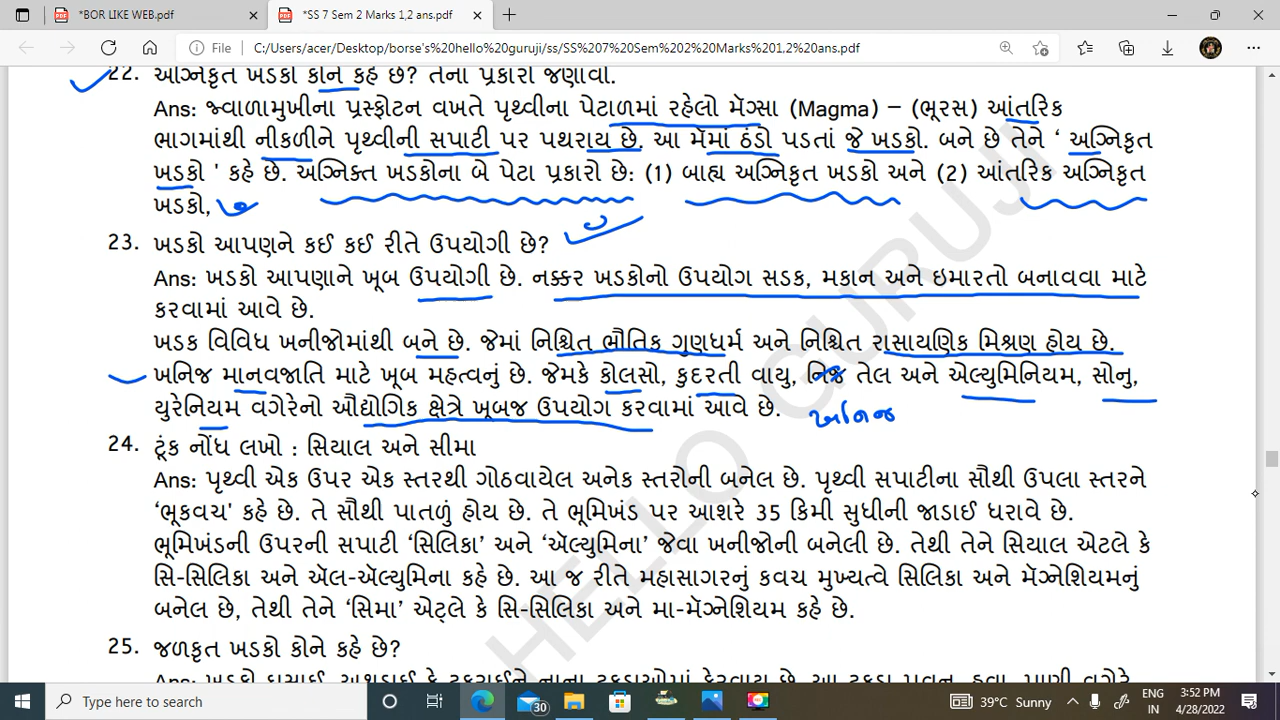 *BOR LIKE WEB.pdf
*SS 7 Sem 2 Marks 1,2 ans.pdf
File C:/Users/acer/Desktop/borse's%20hello%20guruji/ss/SS%207%20Sem%202%20Marks%201,2%20ans.pdf
22. અગ્નિકૃત ખડકો કોને કહે છે? તેના પ્રકારો જણાવો.
Ans: જ્વાળામુખીના પ્રસ્ફોટન વખતે પૃથ્વીના પેટાળમાં રહેલો મૅગ્સા (Magma) – (ભૂરસ) આંતરિક
ભાગમાંથી નીકળીને પૃથ્વીની સપાટી પર પથરાય છે. આ મૅમાં ઠંડો પડતાં જે ખડકો. બને છે તેને ' અગ્નિકૃત
ખડકો ' કહે છે. અગ્નિક્ત ખડકોના બે પેટા પ્રકારો છે: (1) બાહ્ય અગ્નિકૃત ખડકો અને (2) આંતરિક અગ્નિકૃત
ખડકો,
23. ખડકો આપણને કઈ કઈ રીતે ઉપયોગી છે?
Ans: ખડકો આપણાને ખૂબ ઉપયોગી છે. નક્કર ખડકોનો ઉપયોગ સડક, મકાન અને ઇમારતો બનાવવા માટે
કરવામાં આવે છે.
ખડક વિવિધ ખનીજોમાંથી બને છે. જેમાં નિશ્ચિત ભૌતિક ગુણધર્મ અને નિશ્ચિત રાસાયણિક મિશ્રણ હોય છે.
ખનિજ માનવજાતિ માટે ખૂબ મહત્વનું છે. જેમકે કોલસો, કુદરતી વાયુ, નિજ તેલ અને એલ્યુમિનિયમ, સોનુ,
યુરેનિયમ વગેરેનો ઔદ્યોગિક ક્ષેત્રે ખૂબજ ઉપયોગ કરવામાં આવે છે. ખનિજ
24. ટૂંક નોંધ લખો : સિયાલ અને સીમા
Ans: પૃથ્વી એક ઉપર એક સ્તરથી ગોઠવાયેલ અનેક સ્તરોની બનેલ છે. પૃથ્વી સપાટીના સૌથી ઉપલા સ્તરને
'ભૂકવચ' કહે છે. તે સૌથી પાતળું હોય છે. તે ભૂમિખંડ પર આશરે 35 કિમી સુધીની જાડાઈ ધરાવે છે.
ભૂમિખંડની ઉપરની સપાટી 'સિલિકા' અને 'ઍલ્યુમિના' જેવા ખનીજોની બનેલી છે. તેથી તેને સિયાલ એટલે કે
સિ-સિલિકા અને ઍલ-ઍલ્યુમિના કહે છે. આ જ રીતે મહાસાગરનું કવચ મુખ્યત્વે સિલિકા અને મૅગ્નેશિયમનું
બનેલ છે, તેથી તેને 'સિમા' એટ્લે કે સિ-સિલિકા અને મા-મૅગ્નેશિયમ કહે છે.
25. જળકૃત ખડકો કોને કહે છે?
HELLO GURUJI
Type here to search
30
39°C Sunny
ENG
IN
3:52 PM
4/28/2022